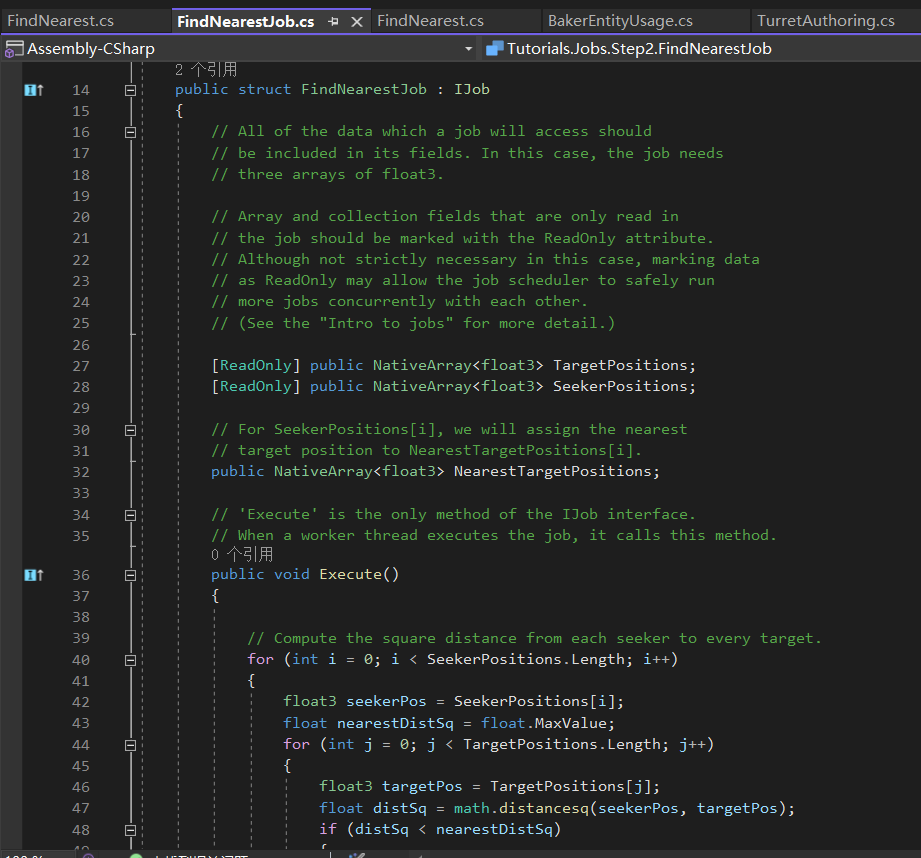 FindNearest.cs FindNearestJob.cs FindNearest.cs BakerEntityUsage.cs TurretAuthoring.cs
Assembly-CSharp Tutorials.Jobs.Step2.FindNearestJob
2 个引用
14 public struct FindNearestJob : IJob
15 {
16 // All of the data which a job will access should
17 // be included in its fields. In this case, the job needs
18 // three arrays of float3.
19
20 // Array and collection fields that are only read in
21 // the job should be marked with the ReadOnly attribute.
22 // Although not strictly necessary in this case, marking data
23 // as ReadOnly may allow the job scheduler to safely run
24 // more jobs concurrently with each other.
25 // (See the "Intro to jobs" for more detail.)
26
27 [ReadOnly] public NativeArray<float3> TargetPositions;
28 [ReadOnly] public NativeArray<float3> SeekerPositions;
29
30 // For SeekerPositions[i], we will assign the nearest
31 // target position to NearestTargetPositions[i].
32 public NativeArray<float3> NearestTargetPositions;
33
34 // 'Execute' is the only method of the IJob interface.
35 // When a worker thread executes the job, it calls this method.
0 个引用
36 public void Execute()
37 {
38
39 // Compute the square distance from each seeker to every target.
40 for (int i = 0; i < SeekerPositions.Length; i++)
41 {
42 float3 seekerPos = SeekerPositions[i];
43 float nearestDistSq = float.MaxValue;
44 for (int j = 0; j < TargetPositions.Length; j++)
45 {
46 float3 targetPos = TargetPositions[j];
47 float distSq = math.distancesq(seekerPos, targetPos);
48 if (distSq < nearestDistSq)